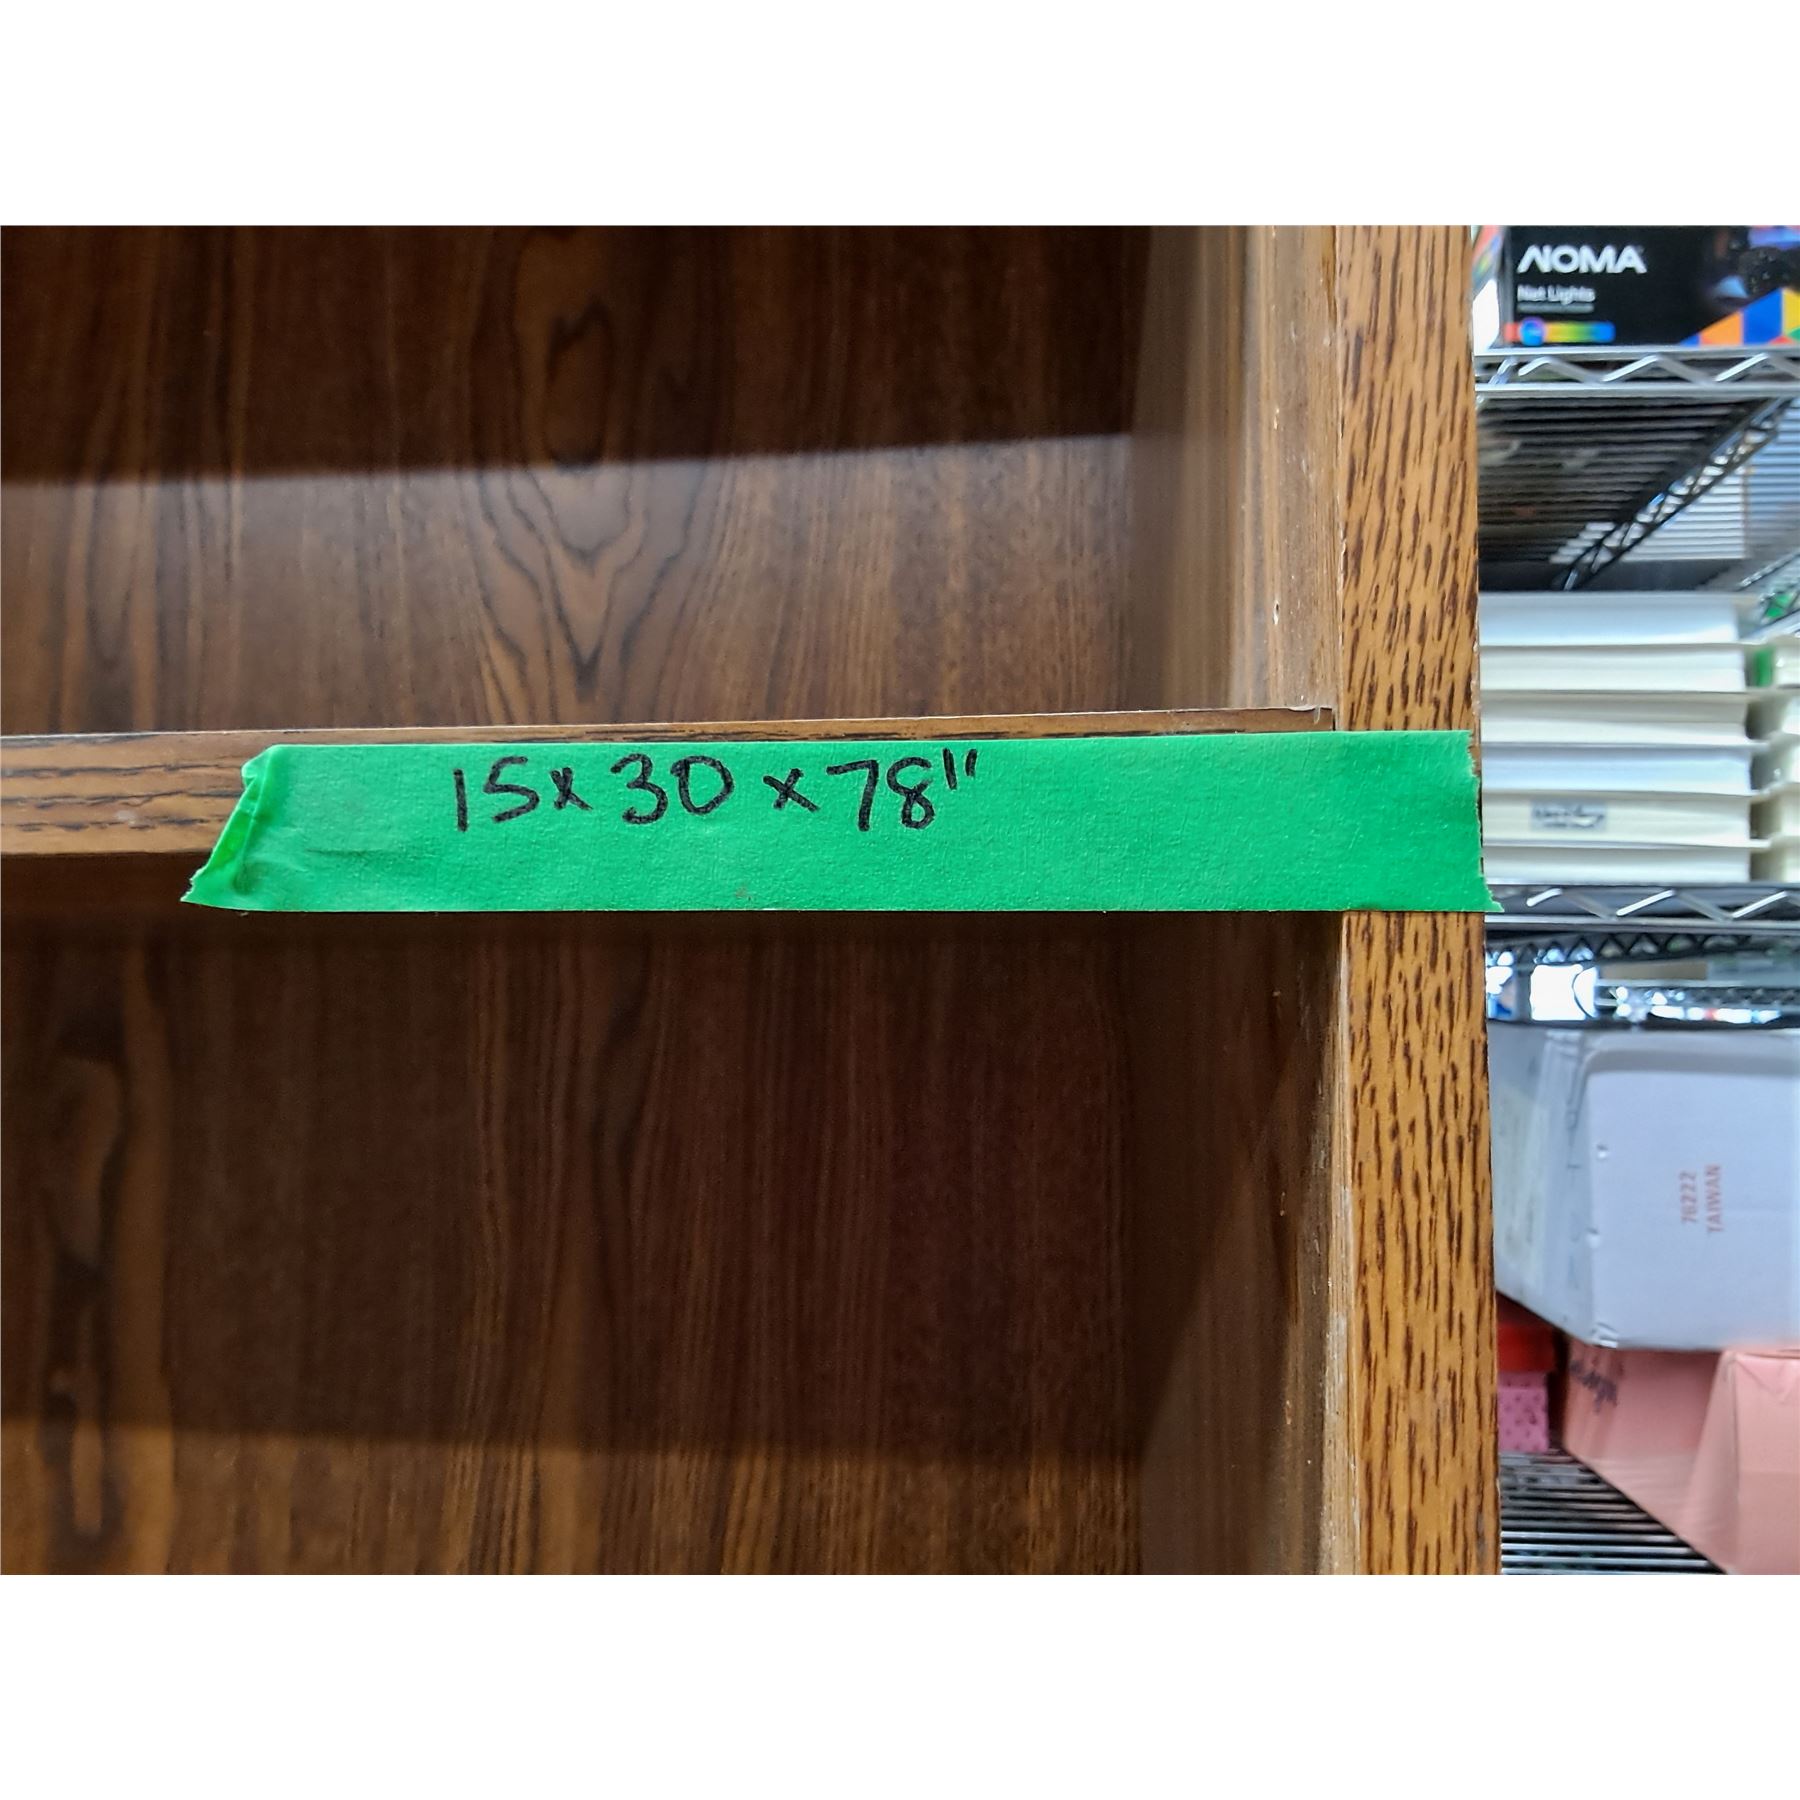 NOMA
Net Lights
15x30x78"
76222
TAIWAN